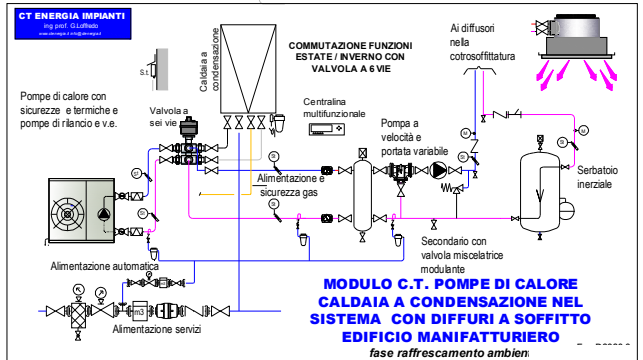 CT ENERGIA IMPIANTI
ing prof. G.Loffredo
COMMUTAZIONE FUNZIONI
ESTATE / INVERNO CON
VALVOLA A 6 VIE
Ai diffusori
nella
cotrosoffittatura
Caldaia a
condensazione
S.t.
Pompe di calore con
sicurezze e termiche e
pompe di rilancio e v.e.
Valvola a
sei vie
Centralina
multifunzionale
Pompa a
velocità e
portata variabile
Alimentazione e
sicurezza gas
Serbatoio
inerziale
Secondario con
valvola miscelatrice
modulante
Alimentazione automatica
m3
Alimentazione servizi
MODULO C.T. POMPE DI CALORE
CALDAIA A CONDENSAZIONE NEL
SISTEMA CON DIFFURI A SOFFITTO
EDIFICIO MANIFATTURIERO
fase raffrescamento ambien